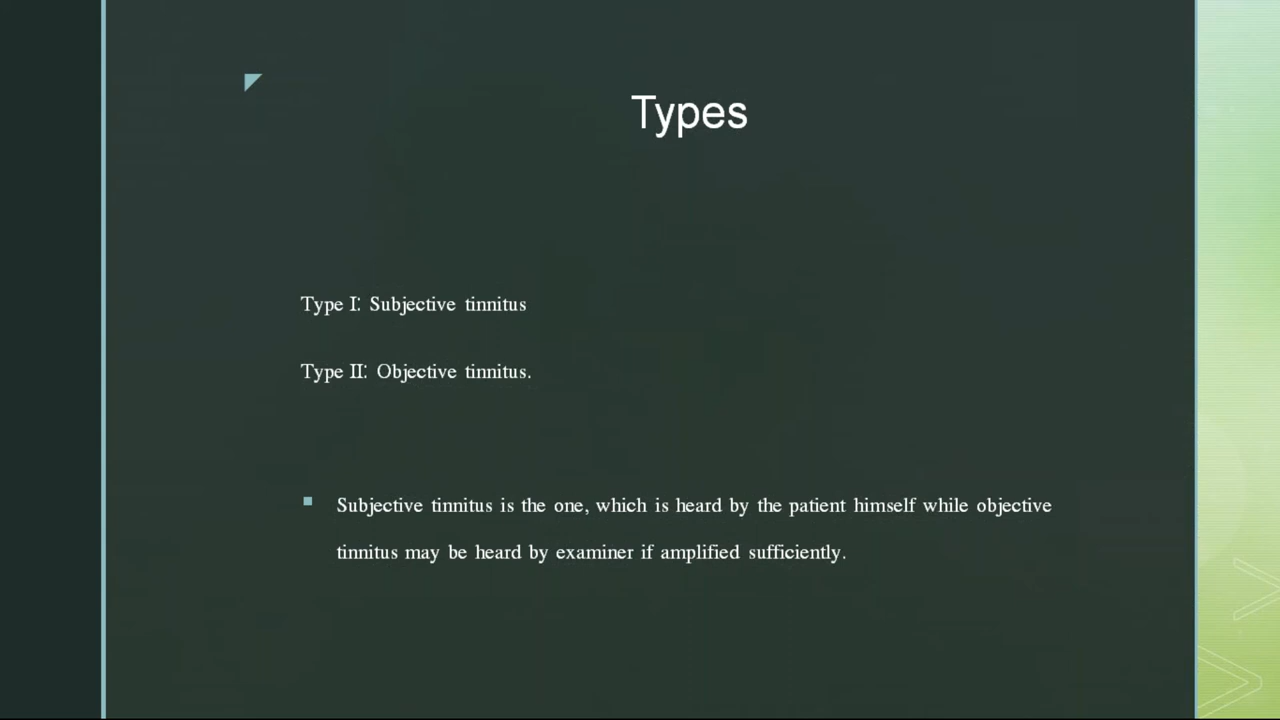 Types
Type I: Subjective tinnitus
Type II: Objective tinnitus.
Subjective tinnitus is the one, which is heard by the patient himself while objective
tinnitus may be heard by examiner if amplified sufficiently.